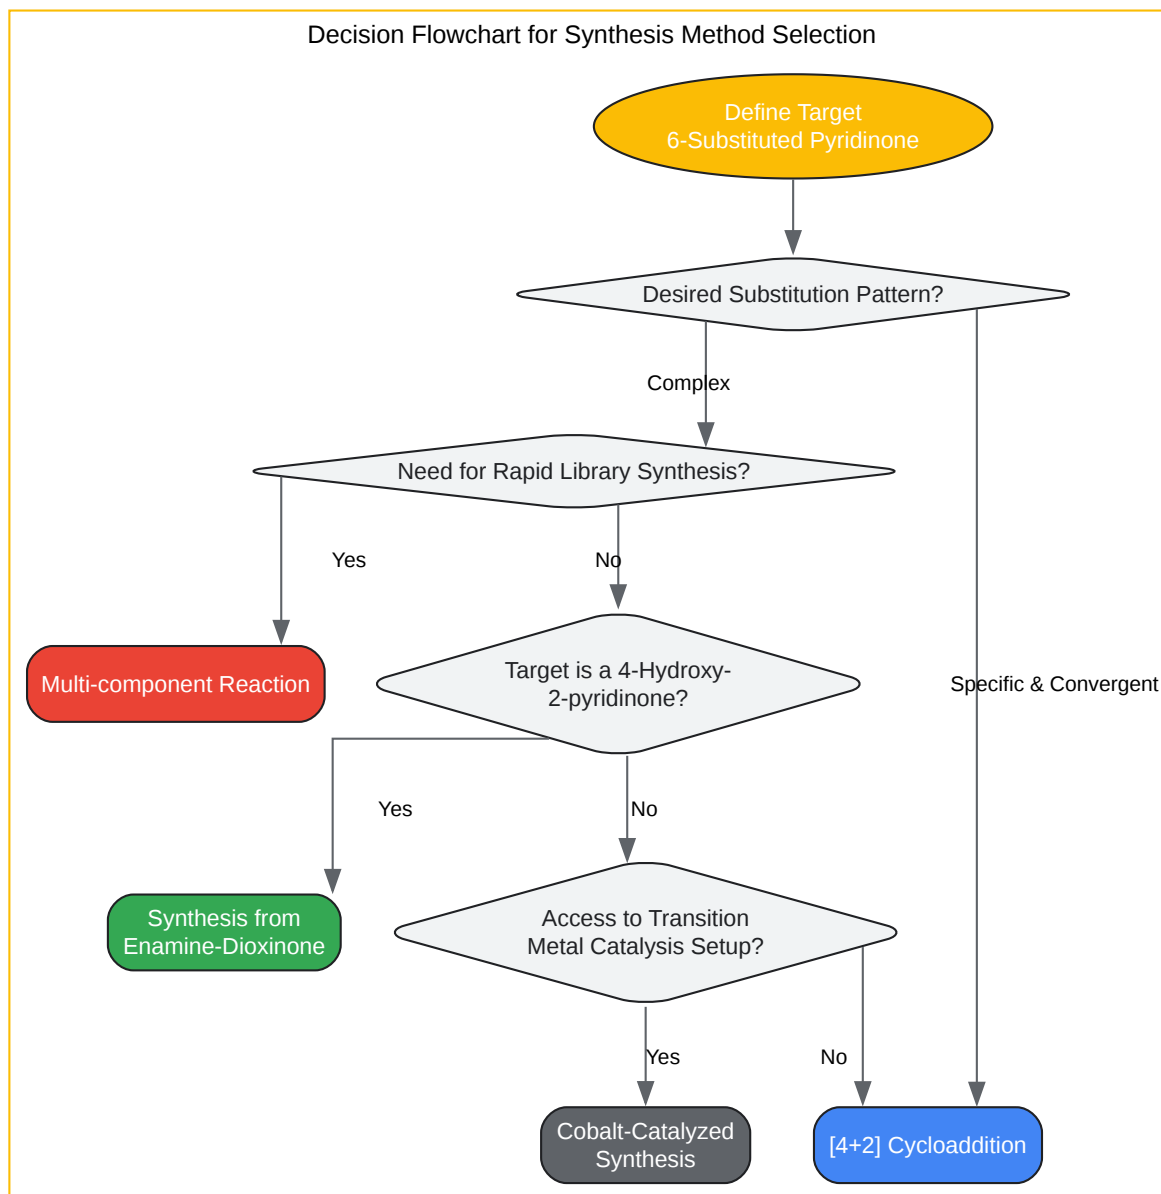 Decision Flowchart for Synthesis Method Selection
Define Target
6-Substituted Pyridinone
Desired Substitution Pattern?
Complex
Need for Rapid Library Synthesis?
Yes
No
Multi-component Reaction
Target is a 4-Hydroxy-
2-pyridinone?
Specific & Convergent
Yes
No
Synthesis from
Enamine-Dioxinone
Access to Transition
Metal Catalysis Setup?
Yes
No
Cobalt-Catalyzed
Synthesis
[4+2] Cycloaddition